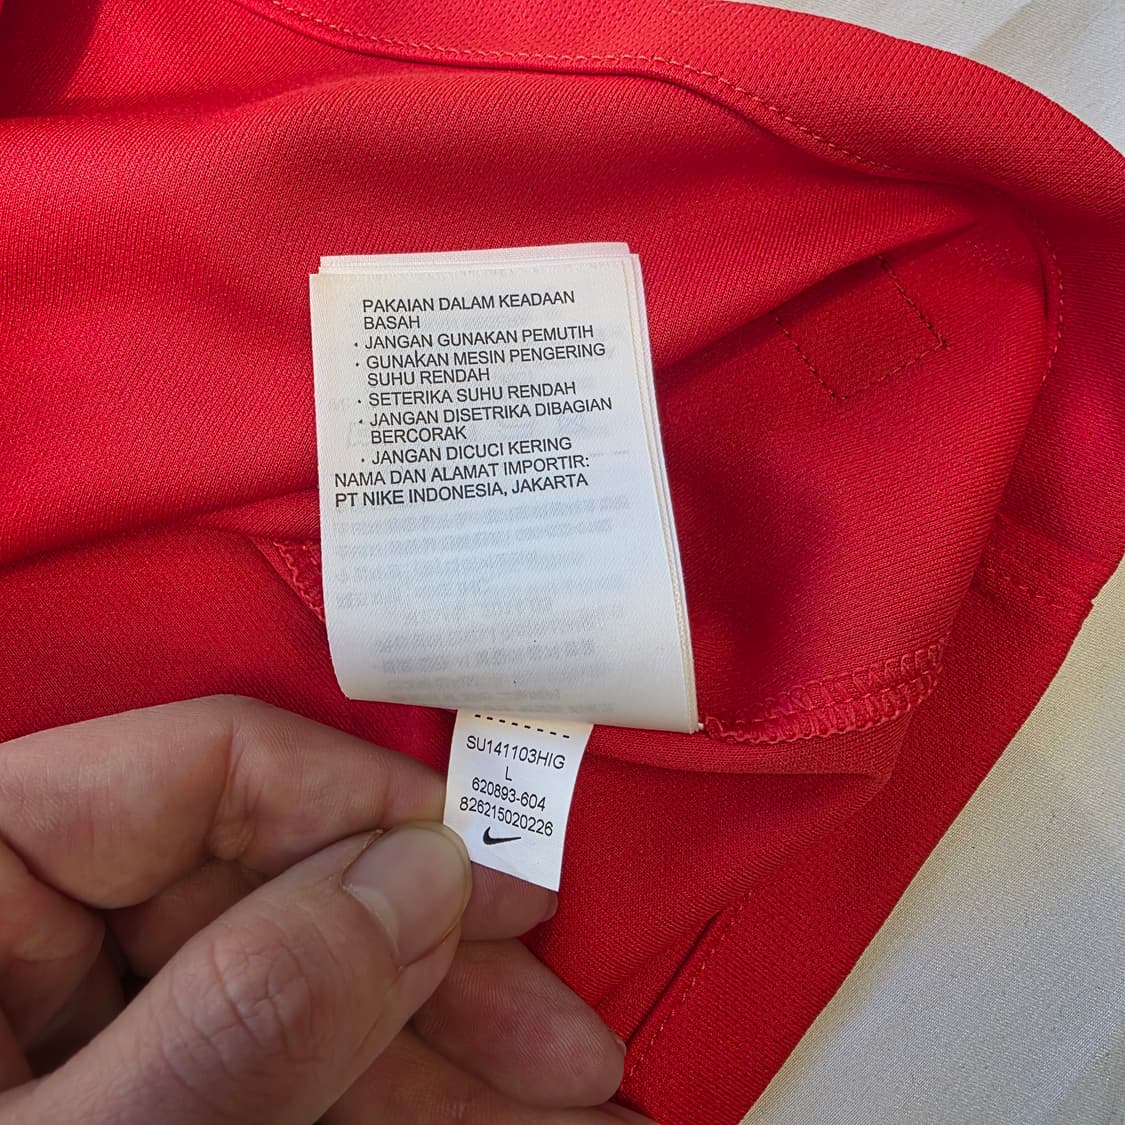 PAKAIAN DALAM KEADAAN
BASAH
· JANGAN GUNAKAN PEMUTIH
· GUNAKAN MESIN PENGERING
SUHU RENDAH
· SETERIKA SUHU RENDAH
· JANGAN DISETRIKA DIBAGIAN
BERCORAK
· JANGAN DICUCI KERING
NAMA DAN ALAMAT IMPORTIR:
PT NIKE INDONESIA, JAKARTA
SU141103HIG
L
620893-604
826215020226